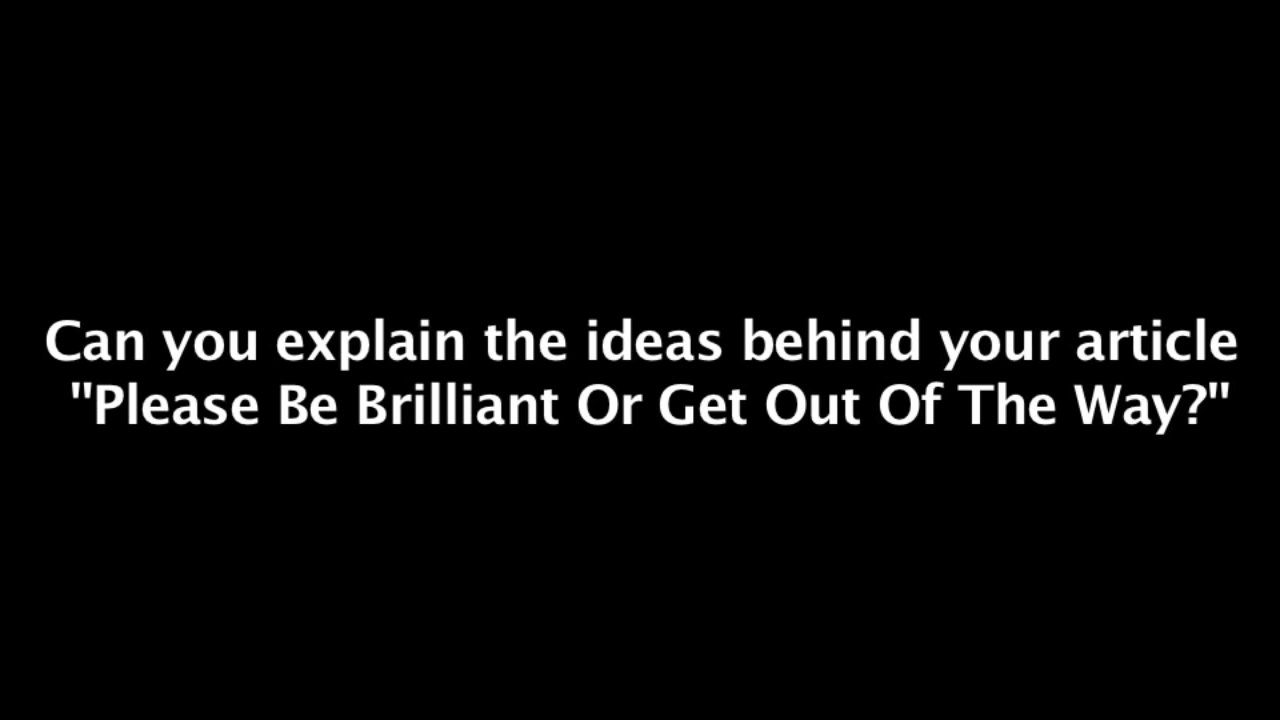 Can you explain the ideas behind your article
"Please Be Brilliant Or Get Out Of The Way?"